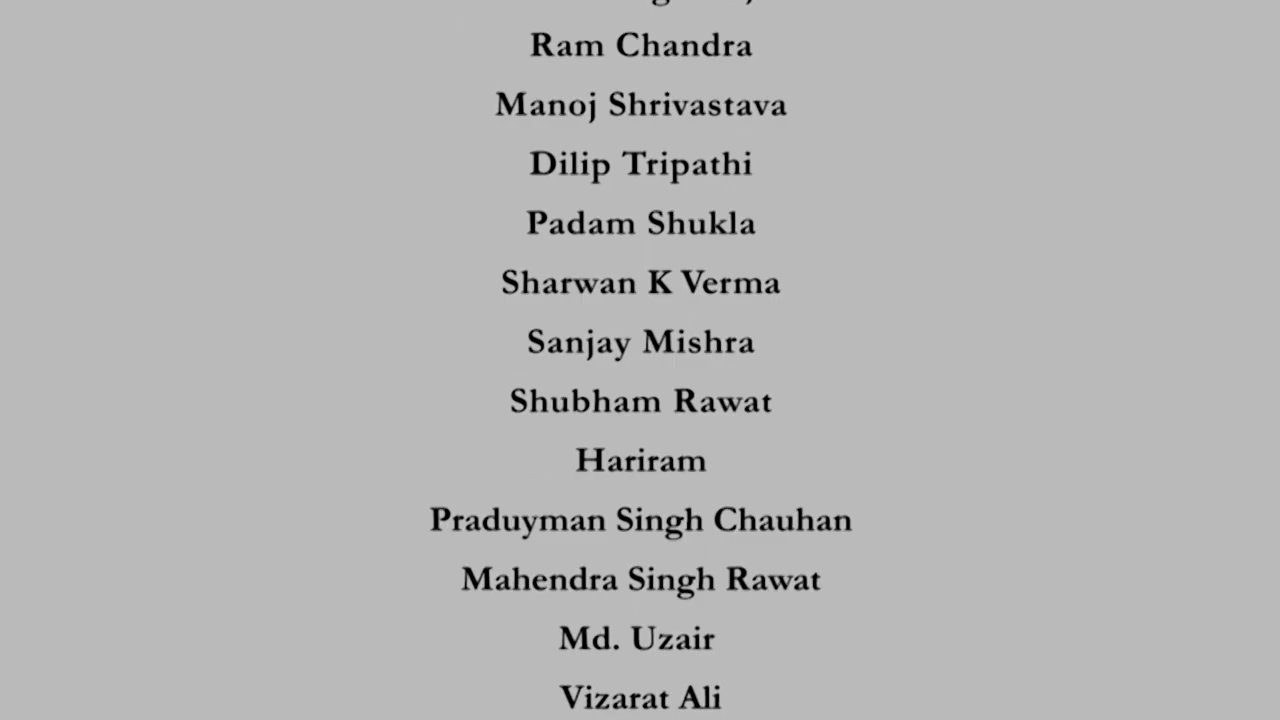 Ram Chandra
Manoj Shrivastava
Dilip Tripathi
Padam Shukla
Sharwan K Verma
Sanjay Mishra
Shubham Rawat
Hariram
Praduyman Singh Chauhan
Mahendra Singh Rawat
Md. Uzair
Vizarat Ali